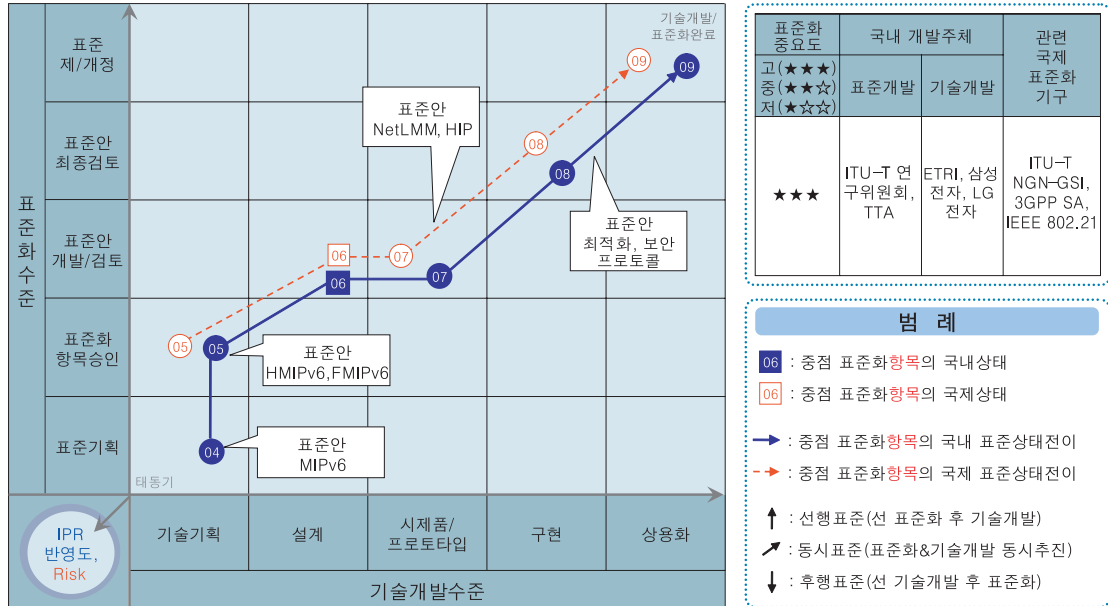 기술개발/
표준화완료
표준
제/개정
표준안
최종검토
표준안
개발/검토
표준화
항목승인
표준기획
표준화수준
표준안
NetLMM, HIP
표준안
최적화, 보안
프로토콜
표준안
HMIPv6,FMIPv6
표준안
MIPv6
09
09
08
08
06
06
07
07
05
05
04
태동기
IPR
반영도,
Risk
기술기획
설계
시제품/
프로토타입
구현
상용화
기술개발수준
표준화
중요도
고(★★★)
중(★★☆)
저(★☆☆)
국내 개발주체
표준개발
기술개발
관련
국제
표준화
기구
★★★
ITU-T 연
구위원회,
TTA
ETRI, 삼성
전자, LG
전자
ITU-T
NGN-GSI,
3GPP SA,
IEEE 802.21
범 례
06 : 중점 표준화항목의 국내상태
06 : 중점 표준화항목의 국제상태
: 중점 표준화항목의 국내 표준상태전이
: 중점 표준화항목의 국제 표준상태전이
: 선행표준(선 표준화 후 기술개발)
: 동시표준(표준화&기술개발 동시추진)
: 후행표준(선 기술개발 후 표준화)